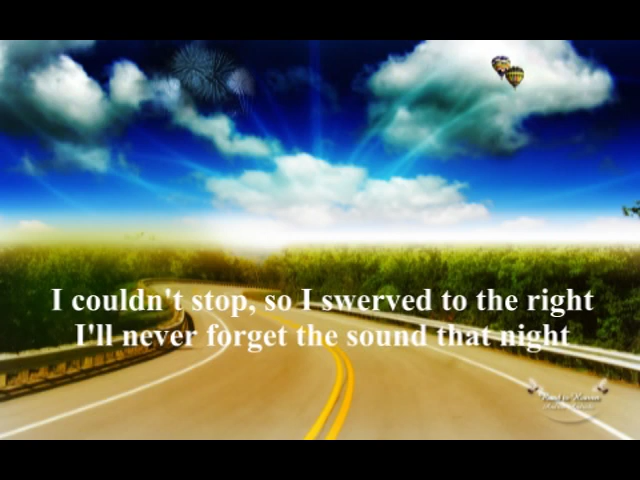 I couldn't stop, so I swerved to the right
I'll never forget the sound that night